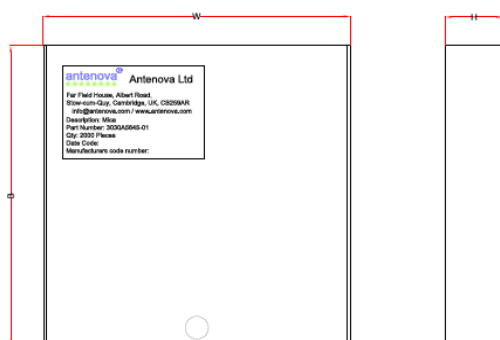 W
H
antenova® Antenova Ltd
Far Field House, Albert Road,
Stow-cum-Quy, Cambridge, UK, CB259AR
info@antenova.com / www.antenova.com
Description: Mica
Part Number: 3030A5645-01
Qty: 2000 Pieces
Date Code:
Manufacturers code number:
B